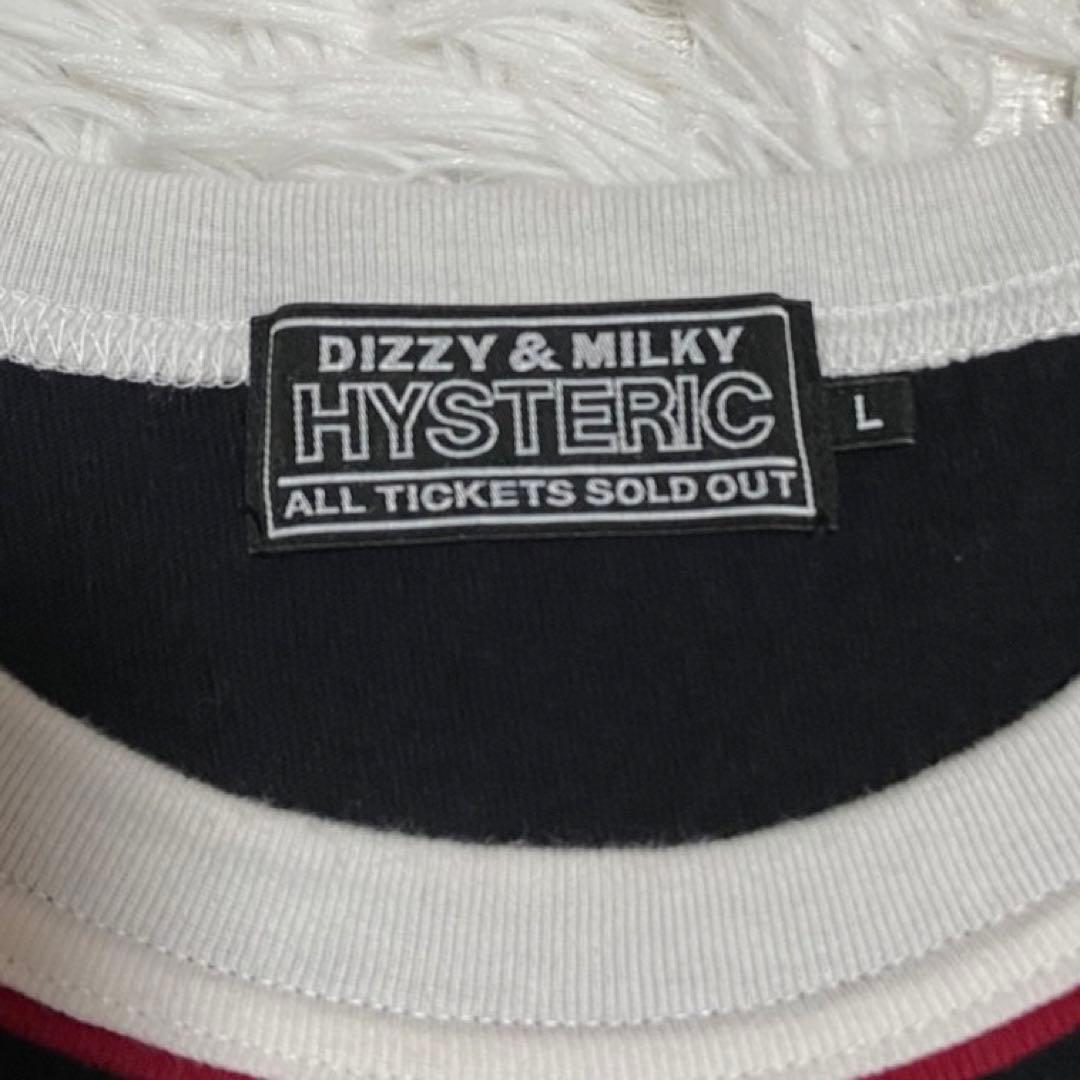 DIZZY & MILKY
HYSTERIC
ALL TICKETS SOLD OUT
L